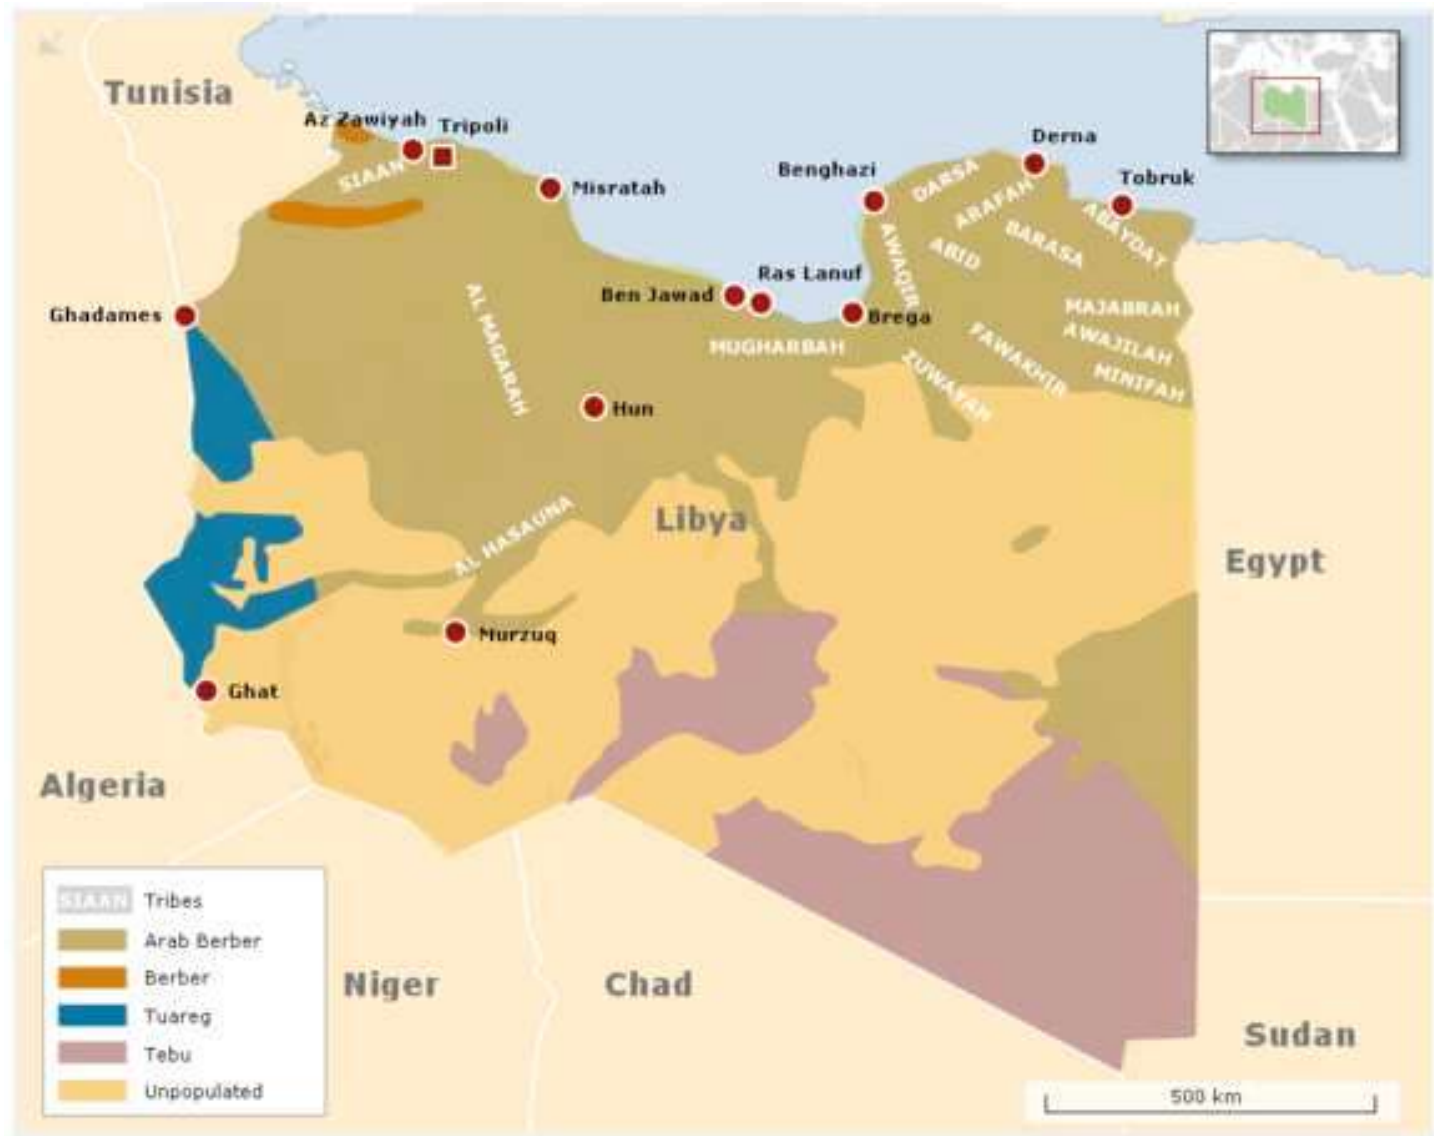 Tunisia
Az Zawiyah
Tripoli
SIAAN
Misratah
Benghazi
Derna
Tobruk
DARSA
ARAFAH
ABAYDAT
BARASA
ABID
AWAQIR
Ras Lanuf
Ben Jawad
Brega
Ghadames
AL MAGARAH
MUGHARBAH
MAJABRAH
AWAJILAH
MINIFAH
FAWAKHIR
ZUWAYAH
Hun
AL HASAUNA
Libya
Egypt
Murzuq
Ghat
Algeria
Niger
Chad
Sudan
SIAAN Tribes
Arab Berber
Berber
Tuareg
Tebu
Unpopulated
500 km